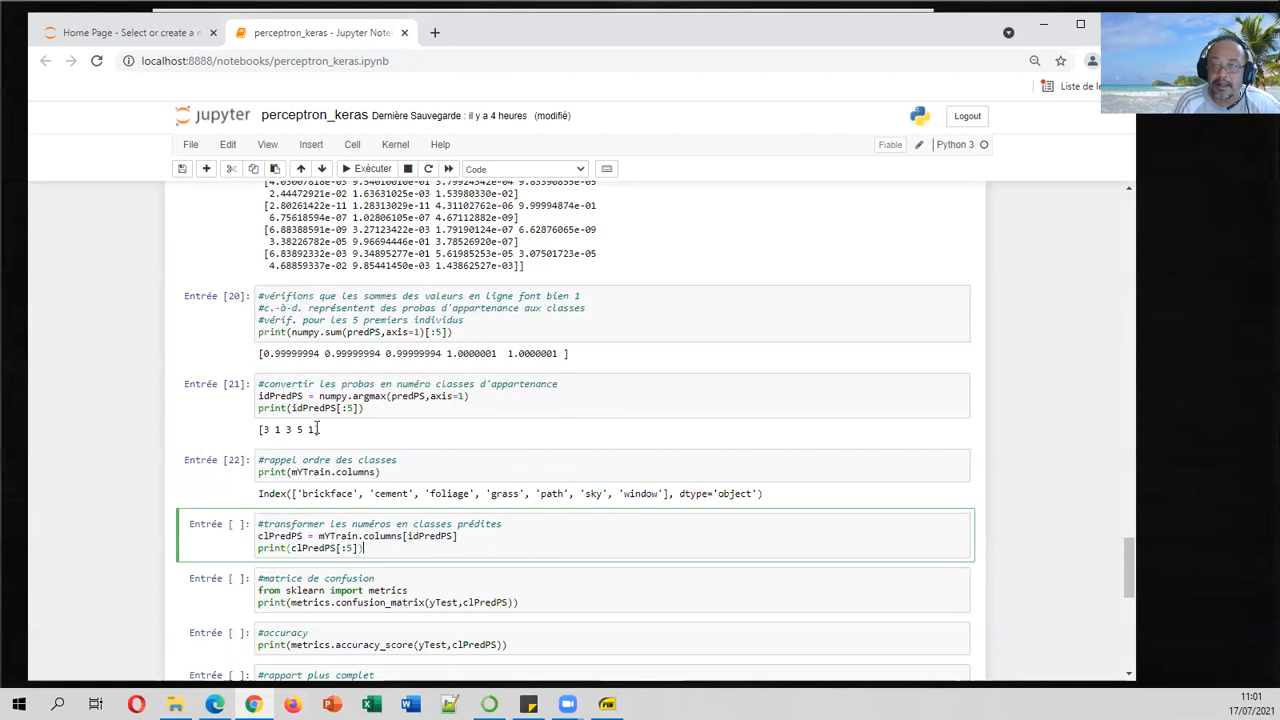 Home Page - Select or create a n
perceptron_keras - Jupyter Note
localhost:8888/notebooks/perceptron_keras.ipynb
Liste de le
jupyter perceptron_keras Dernière Sauvegarde : il y a 4 heures (modifié)
Logout
File Edit View Insert Cell Kernel Help
Fiable
Python 3
Exécuter
Code
2.44472921e-02 1.63631025e-03 1.53980330e-02]
[2.80261422e-11 1.28313029e-11 4.31102762e-06 9.99994874e-01
6.75618594e-07 1.02806105e-07 4.67112882e-09]
[6.88389591e-09 3.27123422e-03 1.79190124e-07 6.62876065e-09
3.38226782e-05 9.96694446e-01 3.78526920e-07]
[6.83892332e-03 9.34895277e-01 5.61985253e-05 3.07501723e-05
4.68859337e-02 9.85441450e-03 1.43862527e-03]]
Entrée [20]:
#vérifions que les sommes des valeurs en ligne font bien 1
#c.-à-d. représentent des probas d'appartenance aux classes
#vérif. pour les 5 premiers individus
print(numpy.sum(predPS,axis=1)[:5])
[0.99999994 0.99999994 0.99999994 1.0000001 1.0000001 ]
Entrée [21]:
#convertir les probas en numéro classes d'appartenance
idPredPS = numpy.argmax(predPS,axis=1)
print(idPredPS[:5])
[3 1 3 5 1]
Entrée [22]:
#rappel ordre des classes
print(mYTrain.columns)
Index(['brickface', 'cement', 'foliage', 'grass', 'path', 'sky', 'window'], dtype='object')
Entrée [ ]:
#transformer les numéros en classes prédites
clPredPS = mYTrain.columns[idPredPS]
print(clPredPS[:5])
Entrée [ ]:
#matrice de confusion
from sklearn import metrics
print(metrics.confusion_matrix(yTest,clPredPS))
Entrée [ ]:
#accuracy
print(metrics.accuracy_score(yTest,clPredPS))
Entrée [ ]:
#rapport plus complet
11:01
17/07/2021